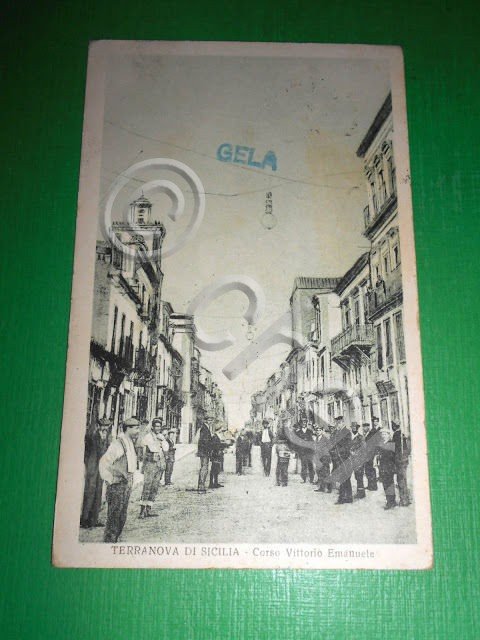 GELA
TERRANOVA DI SICILIA - Corso Vittorio Emanuele